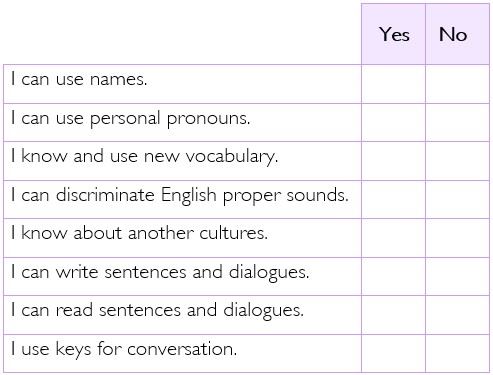 Yes No
I can use names.
I can use personal pronouns.
I know and use new vocabulary.
I can discriminate English proper sounds.
I know about another cultures.
I can write sentences and dialogues.
I can read sentences and dialogues.
I use keys for conversation.